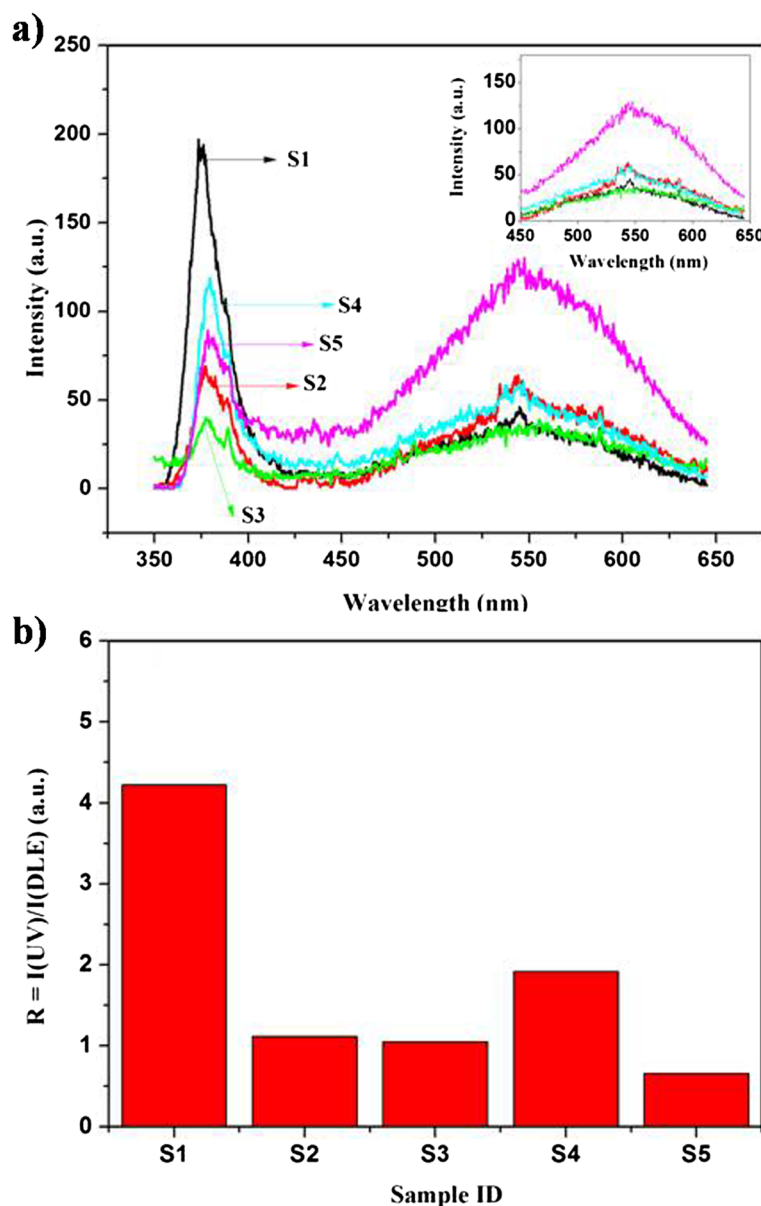 a)
250
200
150
100
50
0
Intensity (a.u.)
350 400 450 500 550 600 650
Wavelength (nm)
S1
S4
S5
S2
S3
150
100
50
0
Intensity (a.u.)
450 500 550 600 650
Wavelength (nm)
b)
6
5
4
3
2
1
0
R = I(UV)/I(DLE) (a.u.)
S1 S2 S3 S4 S5
Sample ID